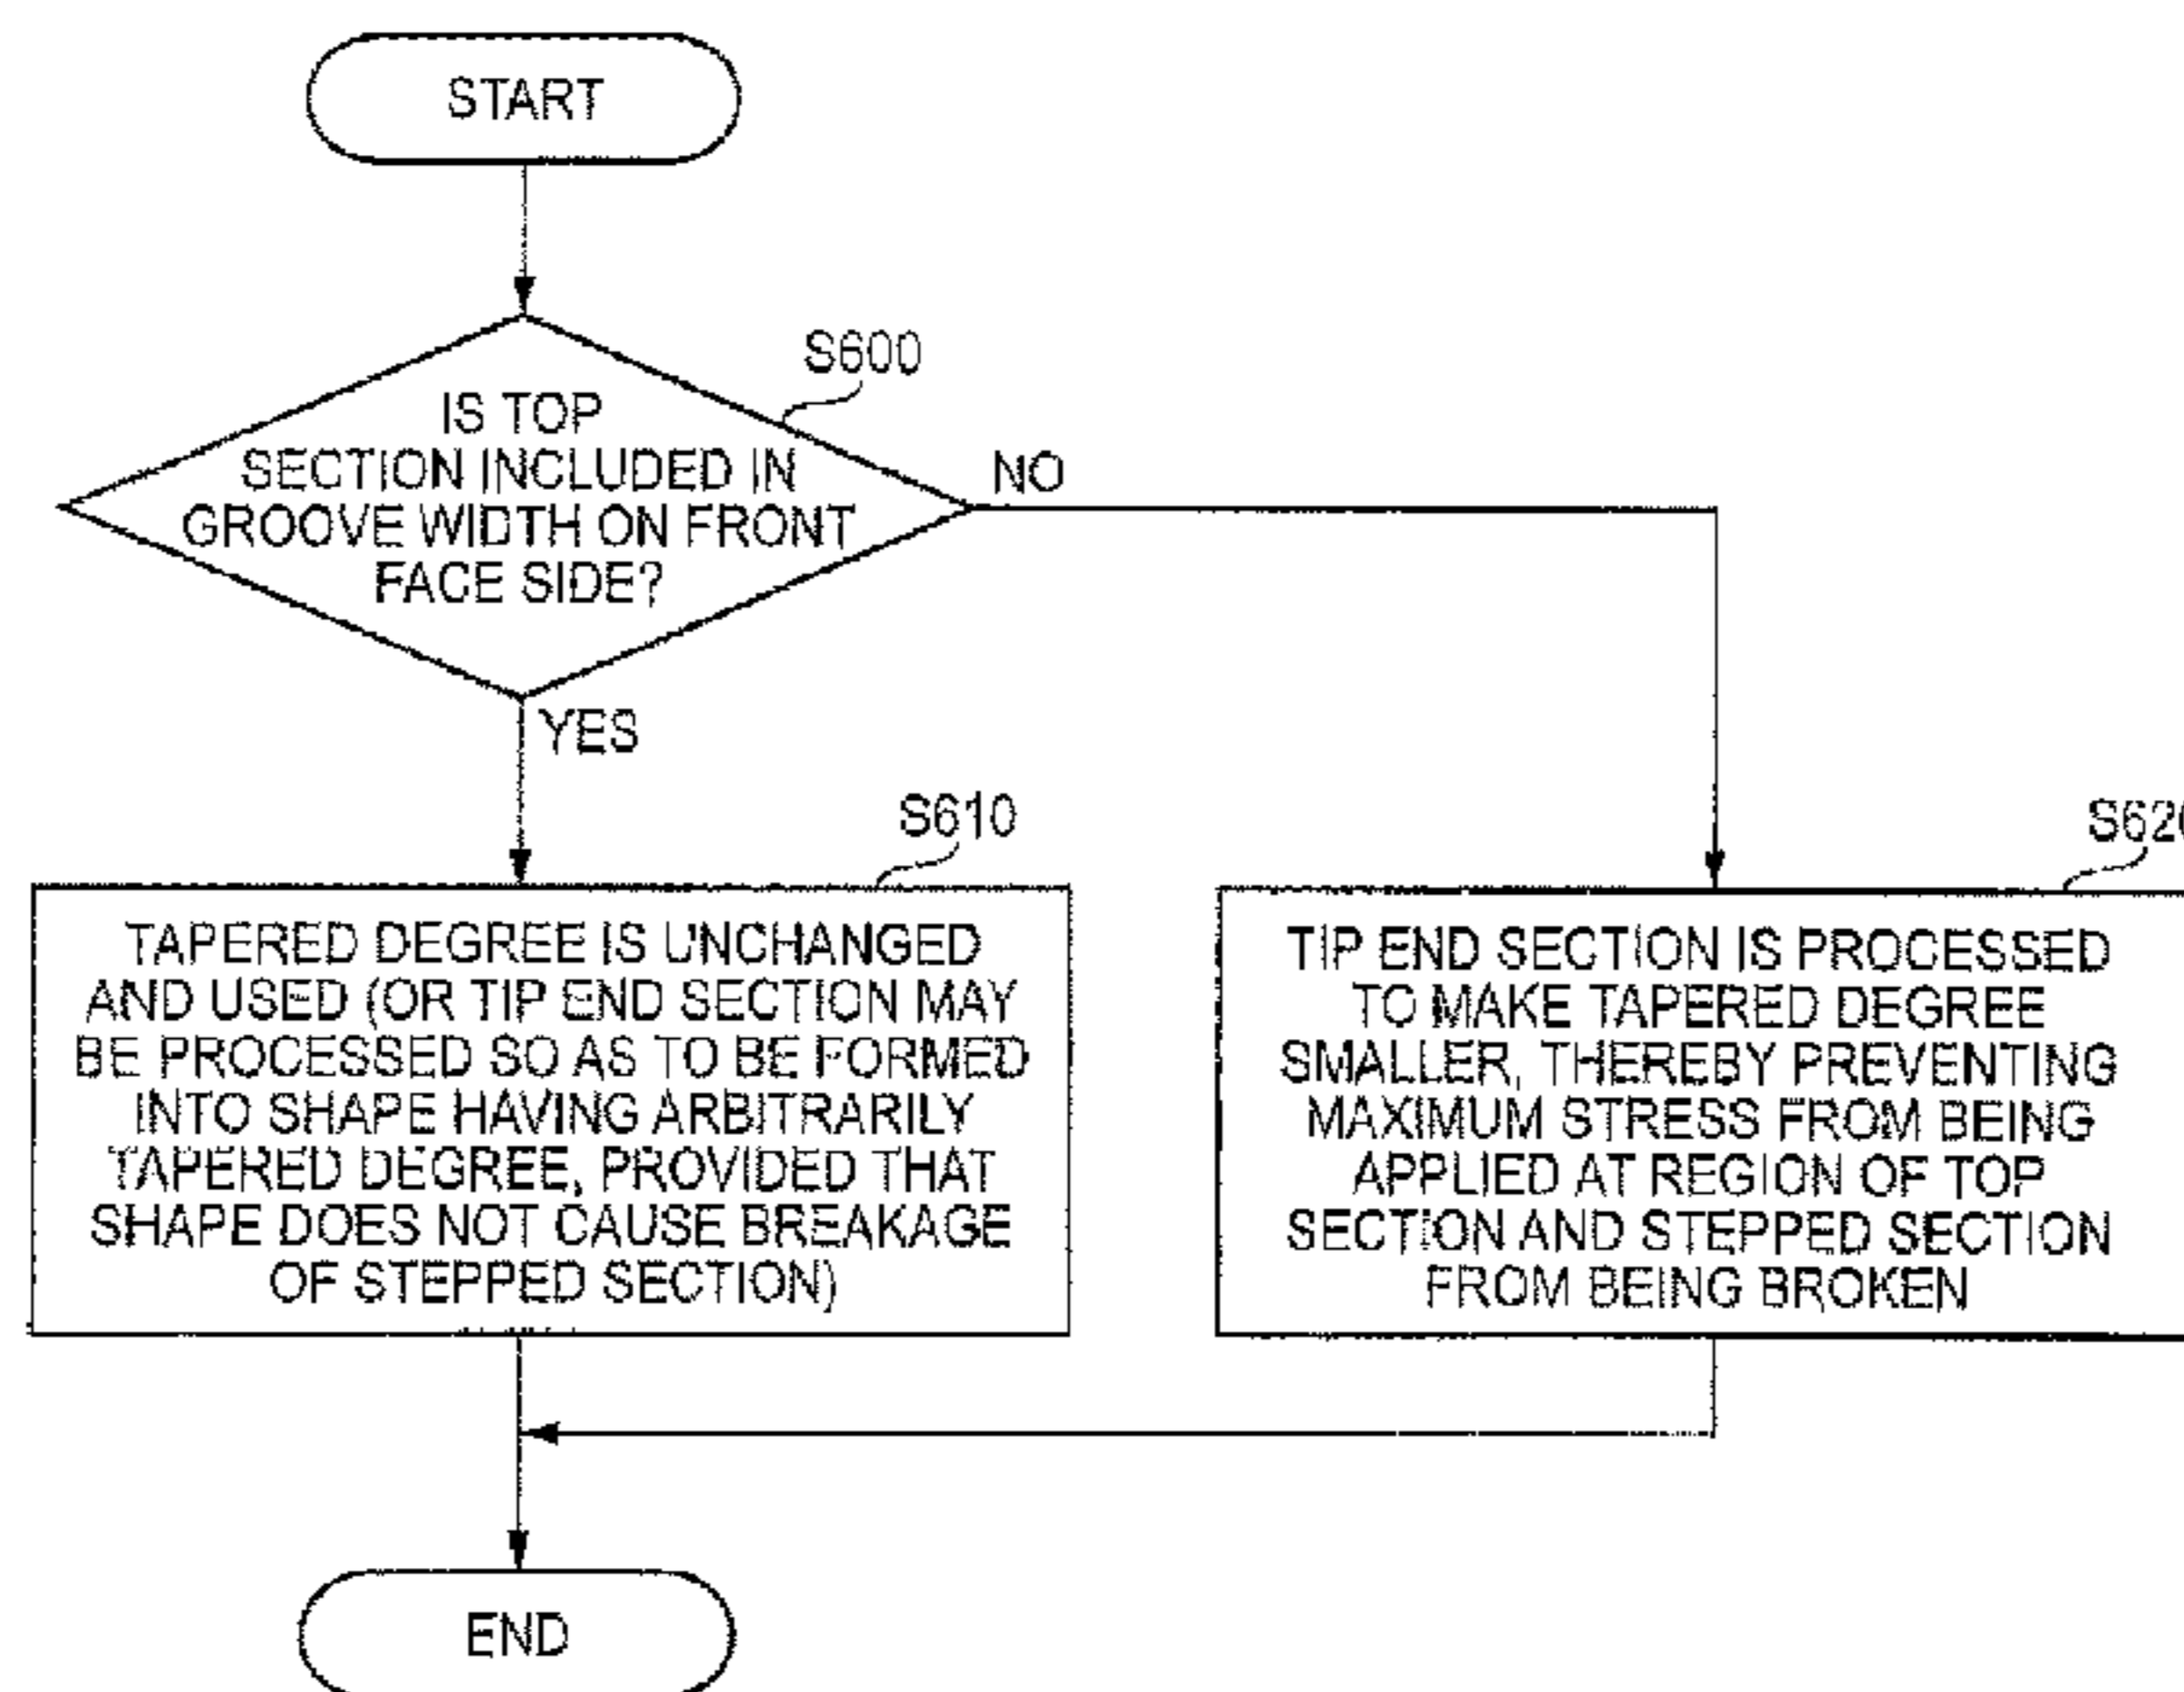 START
S600
IS TOP
SECTION INCLUDED IN
GROOVE WIDTH ON FRONT
FACE SIDE?
NO
YES
S610
TAPERED DEGREE IS UNCHANGED
AND USED (OR TIP END SECTION MAY
BE PROCESSED SO AS TO BE FORMED
INTO SHAPE HAVING ARBITRARILY
TAPERED DEGREE, PROVIDED THAT
SHAPE DOES NOT CAUSE BREAKAGE
OF STEPPED SECTION)
S620
TIP END SECTION IS PROCESSED
TO MAKE TAPERED DEGREE
SMALLER, THEREBY PREVENTING
MAXIMUM STRESS FROM BEING
APPLIED AT REGION OF TOP
SECTION AND STEPPED SECTION
FROM BEING BROKEN
END